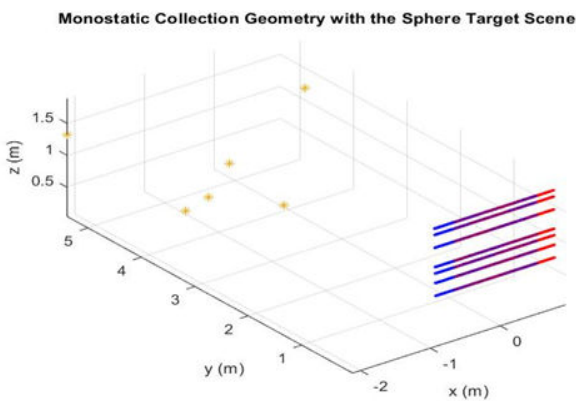 Monostatic Collection Geometry with the Sphere Target Scene
1.5
1
0.5
z (m)
5
4
3
2
1
y (m)
-2
-1
0
x (m)